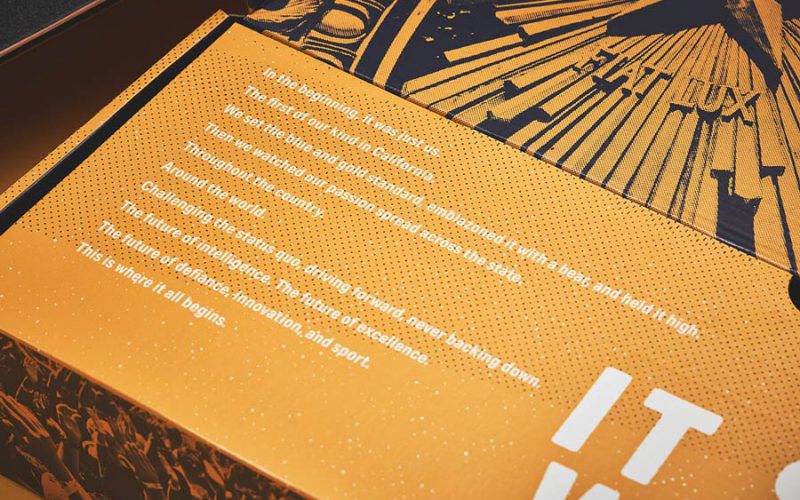 FIAT LUX
In the beginning, it was just us.
The first of our kind in California.
We set the blue and gold standard, emblazoned it with a bear, and held it high.
Then we watched our passion spread across the state.
Throughout the country.
Around the world.
Challenging the status quo, driving forward, never backing down.
The future of intelligence. The future of excellence.
The future of defiance, innovation, and sport.
This is where it all begins.
IT